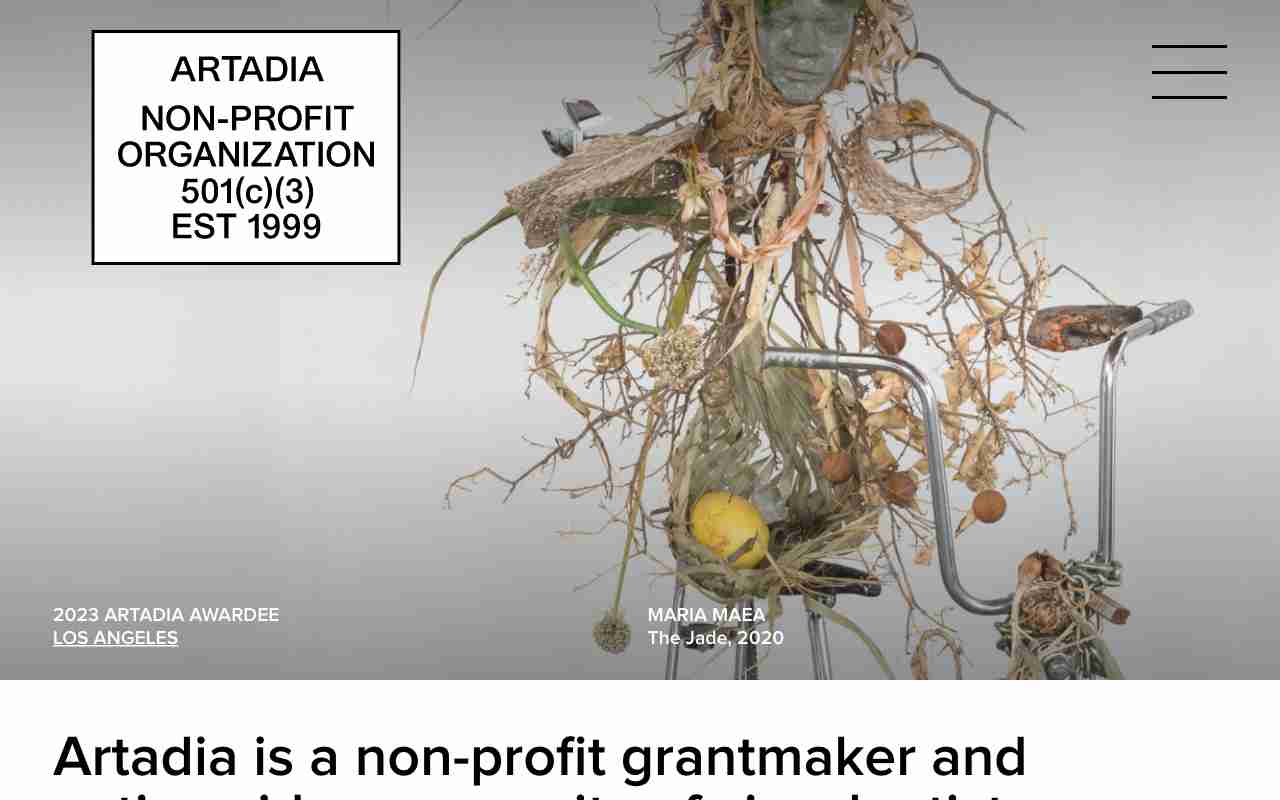 ARTADIA
NON-PROFIT
ORGANIZATION
501(c)(3)
EST 1999
2023 ARTADIA AWARDEE
LOS ANGELES
MARIA MAEA
The Jade, 2020
Artadia is a non-profit grantmaker and